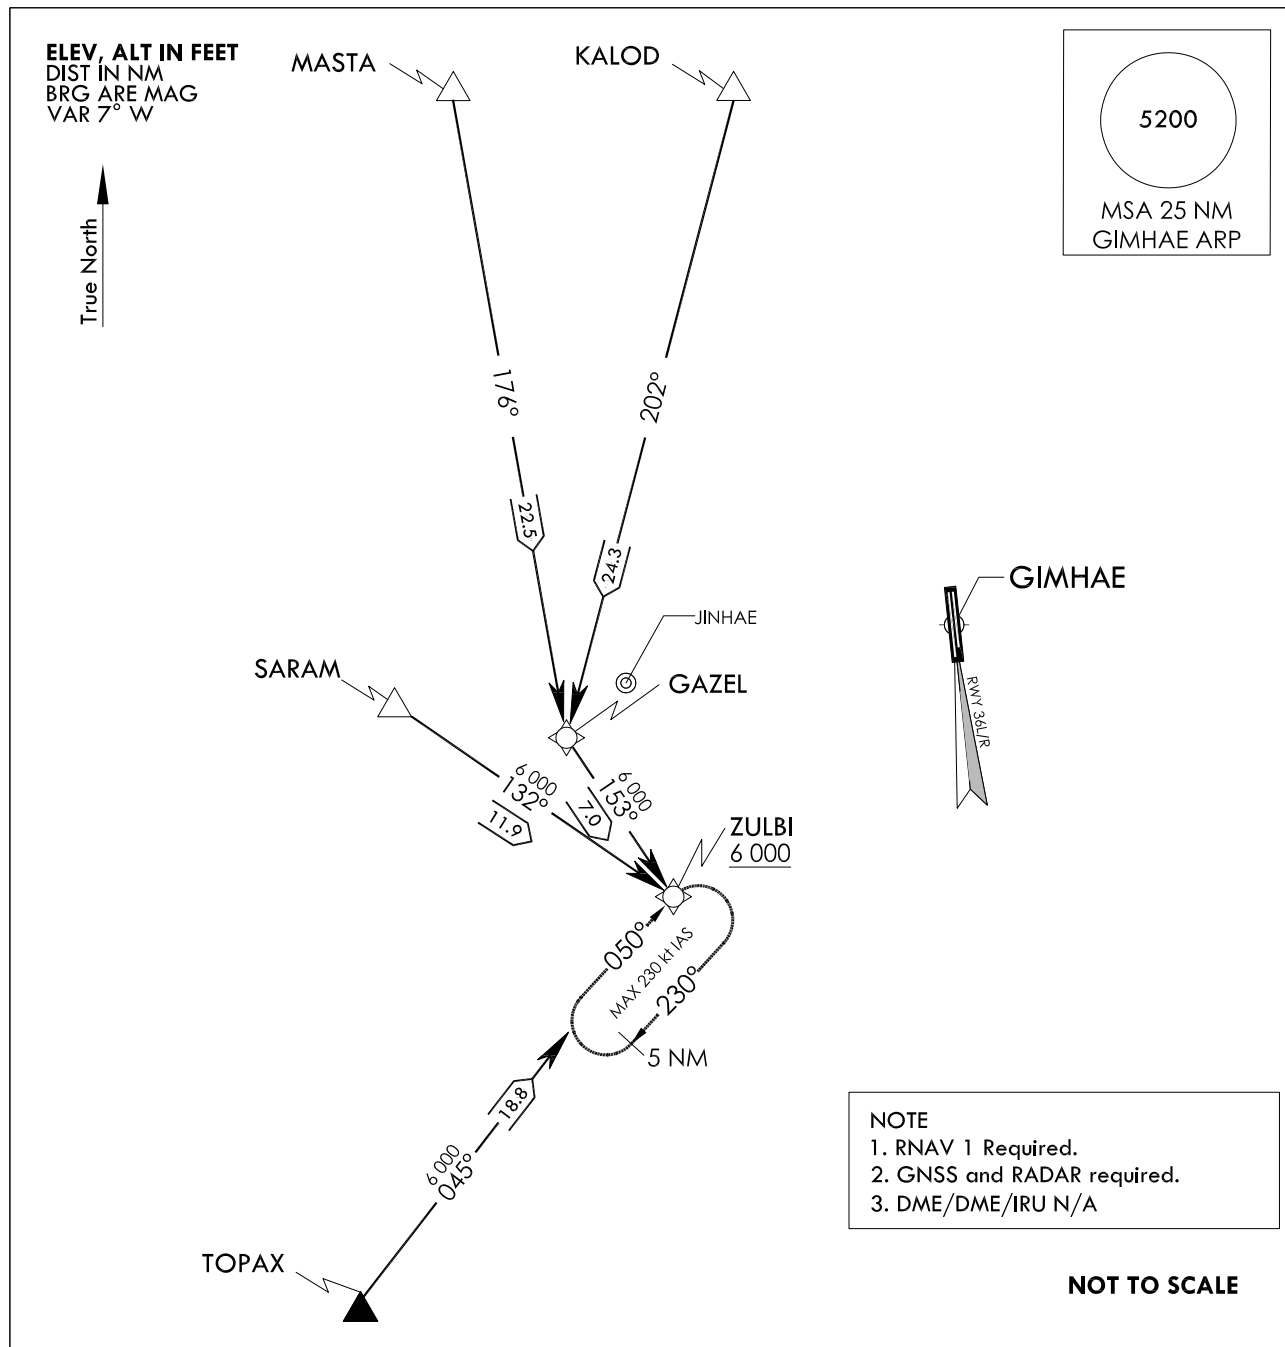 ELEV, ALT IN FEET
DIST IN NM
BRG ARE MAG
VAR 7° W
True North
MASTA
KALOD
5200
MSA 25 NM
GIMHAE ARP
176°
202°
22.5
24.3
JINHAE
GIMHAE
SARAM
GAZEL
RWY 36L/R
6 000
132°
11.9
6 000
153°
7.0
ZULBI
6 000
050°
MAX 230 kt IAS
230°
5 NM
18.8
6 000
045°
TOPAX
NOTE
1. RNAV 1 Required.
2. GNSS and RADAR required.
3. DME/DME/IRU N/A
NOT TO SCALE